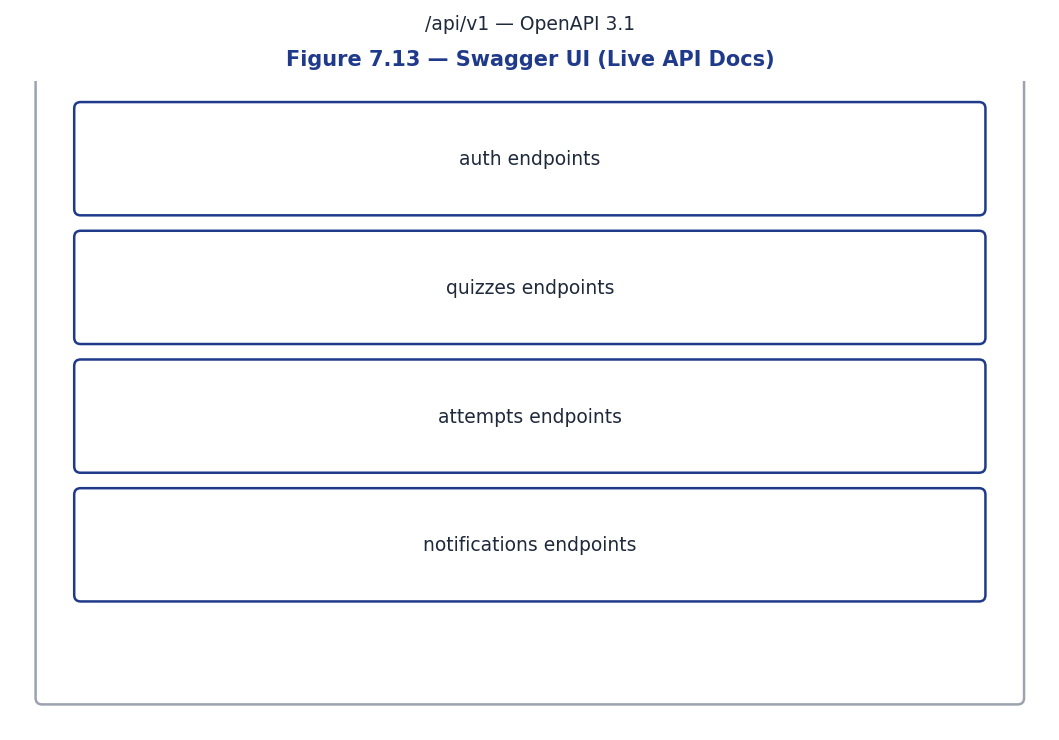 /api/v1 — OpenAPI 3.1
Figure 7.13 — Swagger UI (Live API Docs)
auth endpoints
quizzes endpoints
attempts endpoints
notifications endpoints